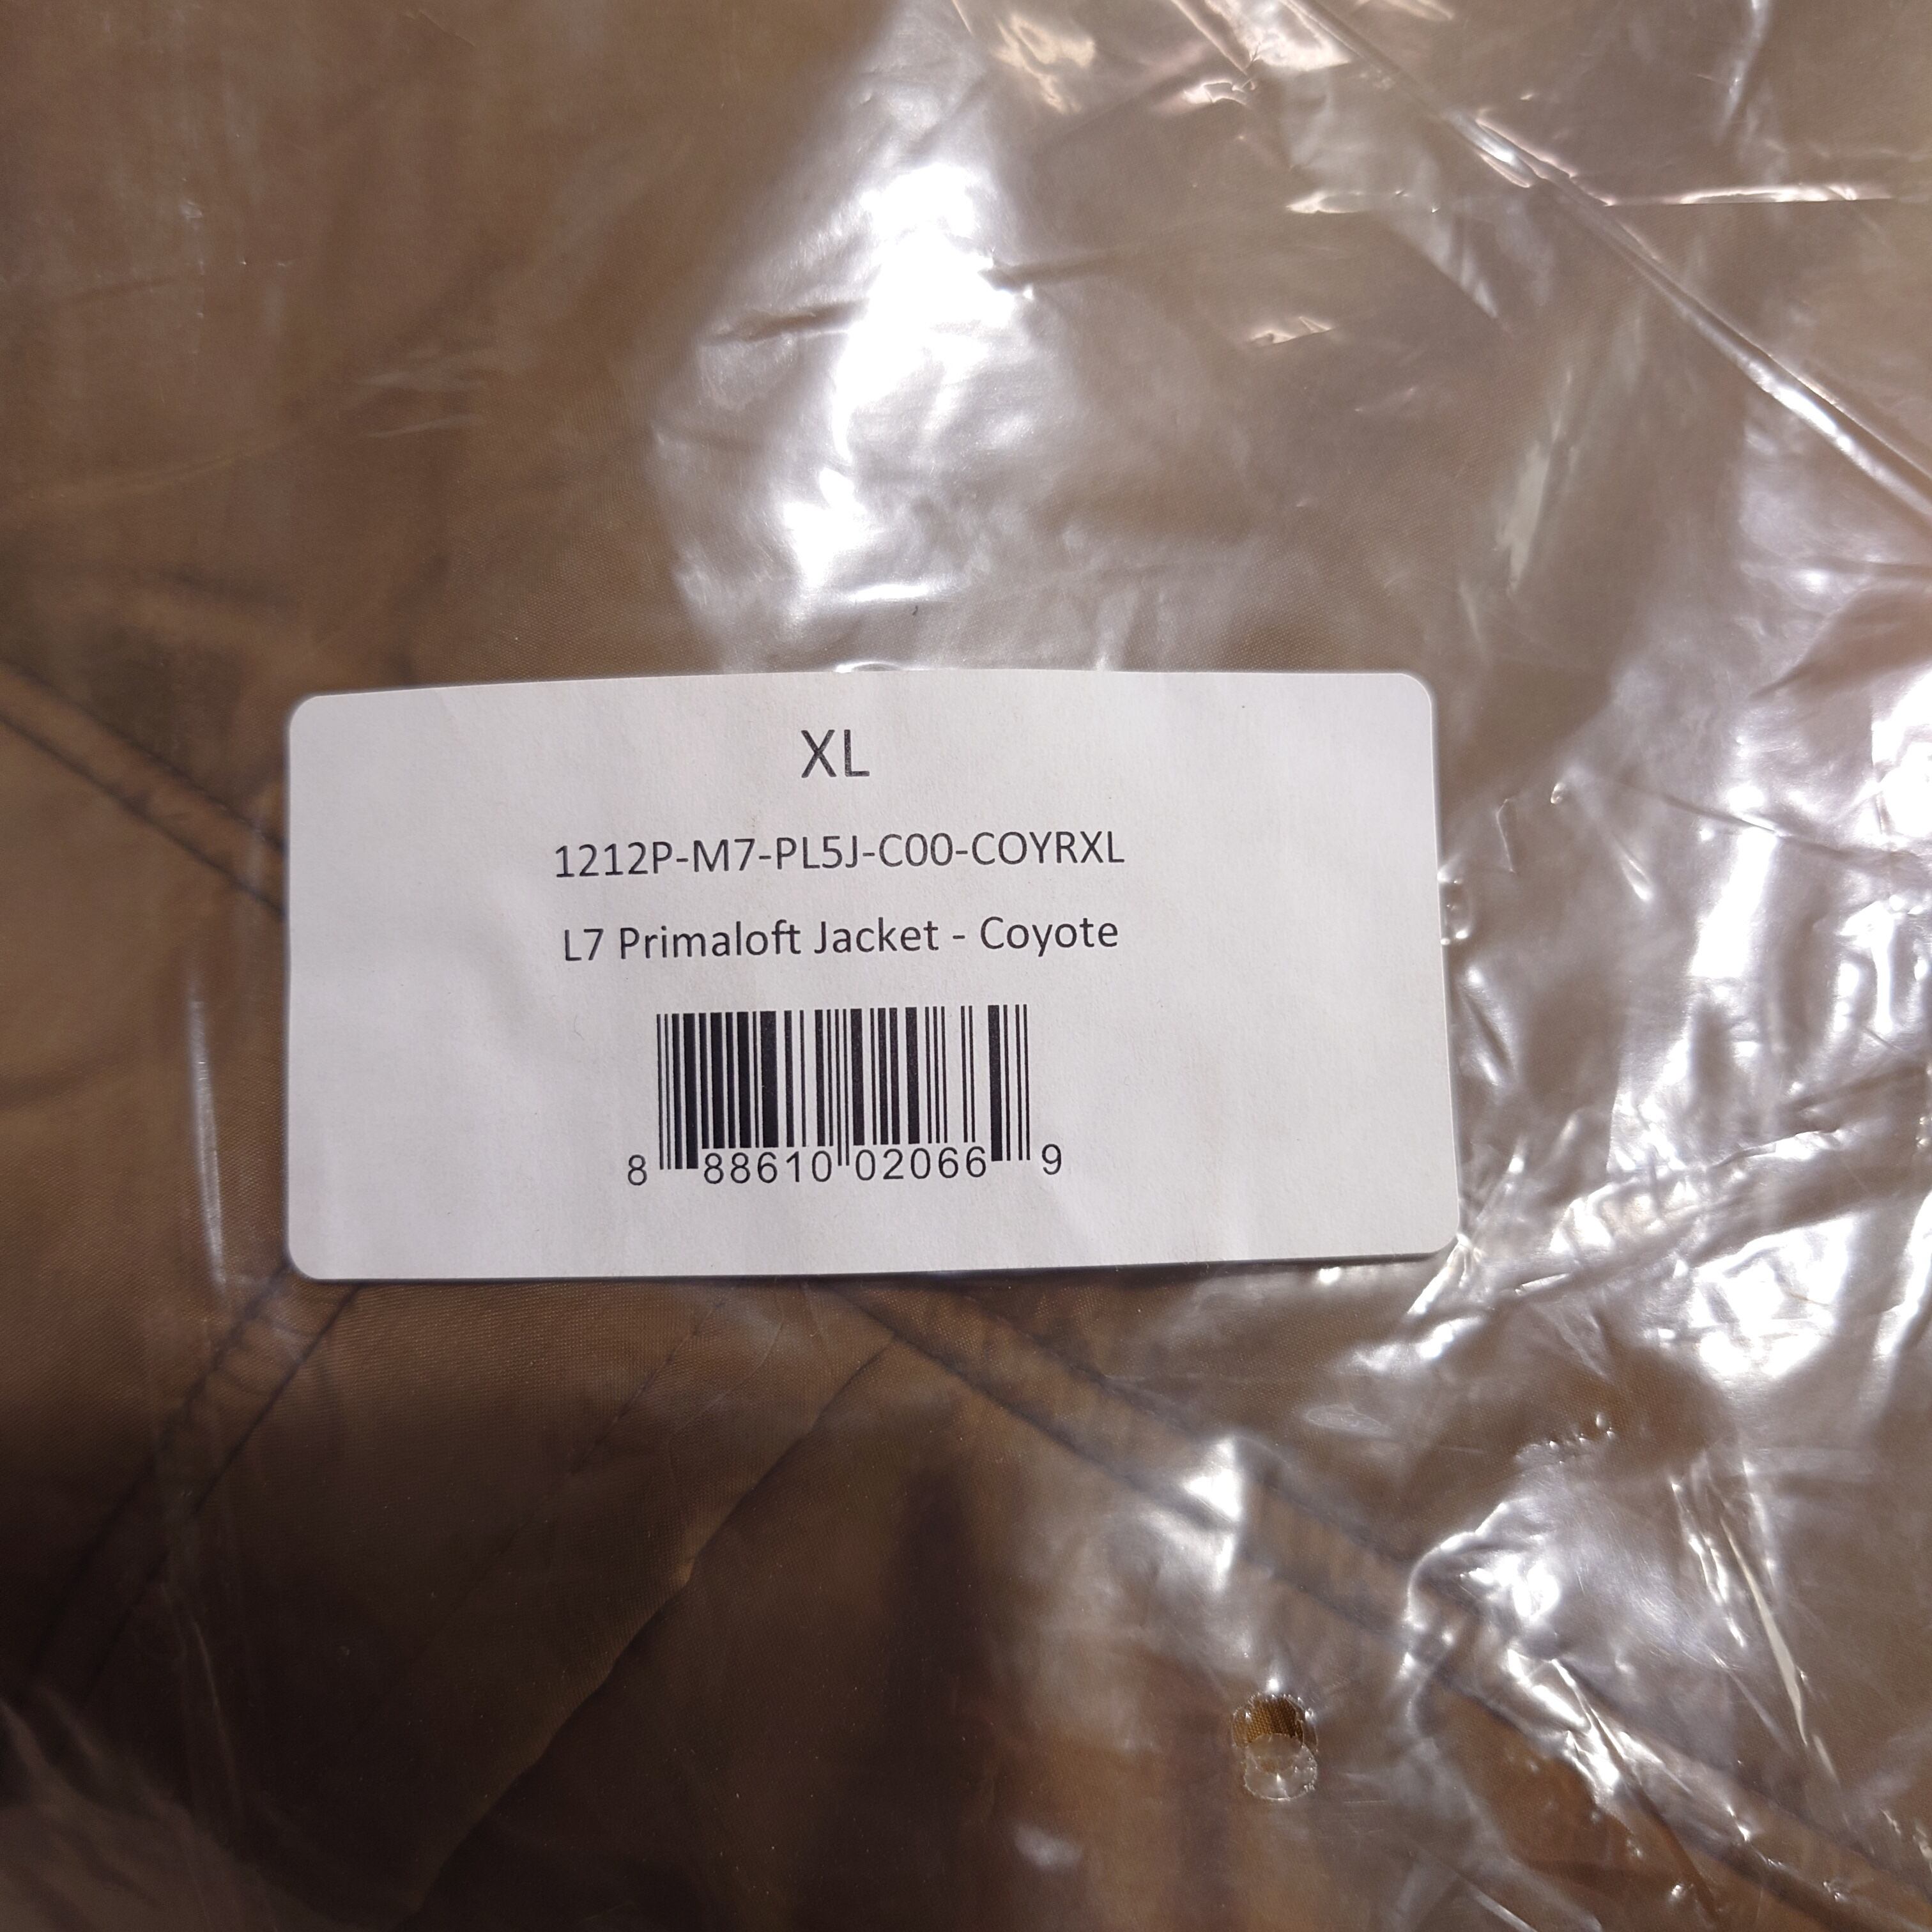 XL
1212P-M7-PL5J-C00-COYRXL
L7 Primaloft Jacket - Coyote
8 88610 02066 9